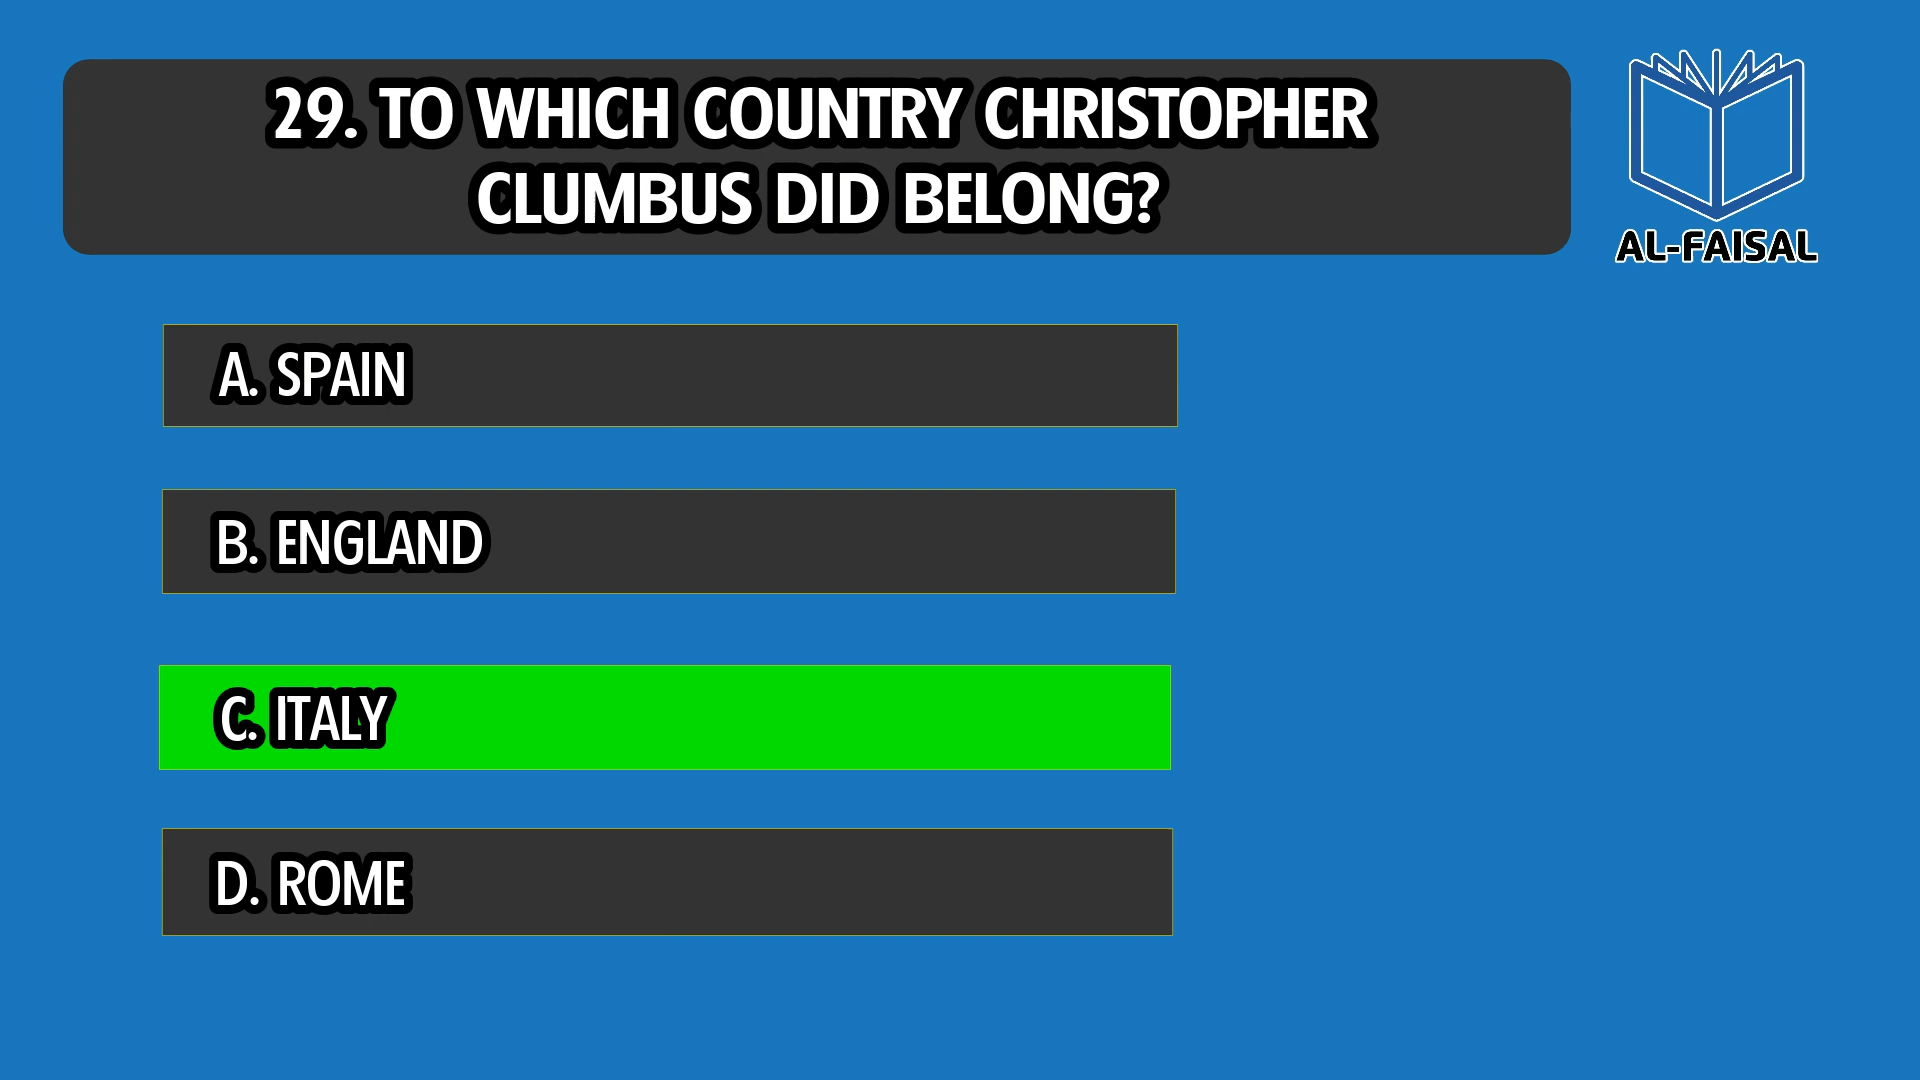 29. TO WHICH COUNTRY CHRISTOPHER
CLUMBUS DID BELONG?
AL-FAISAL
A. SPAIN
B. ENGLAND
C. ITALY
D. ROME